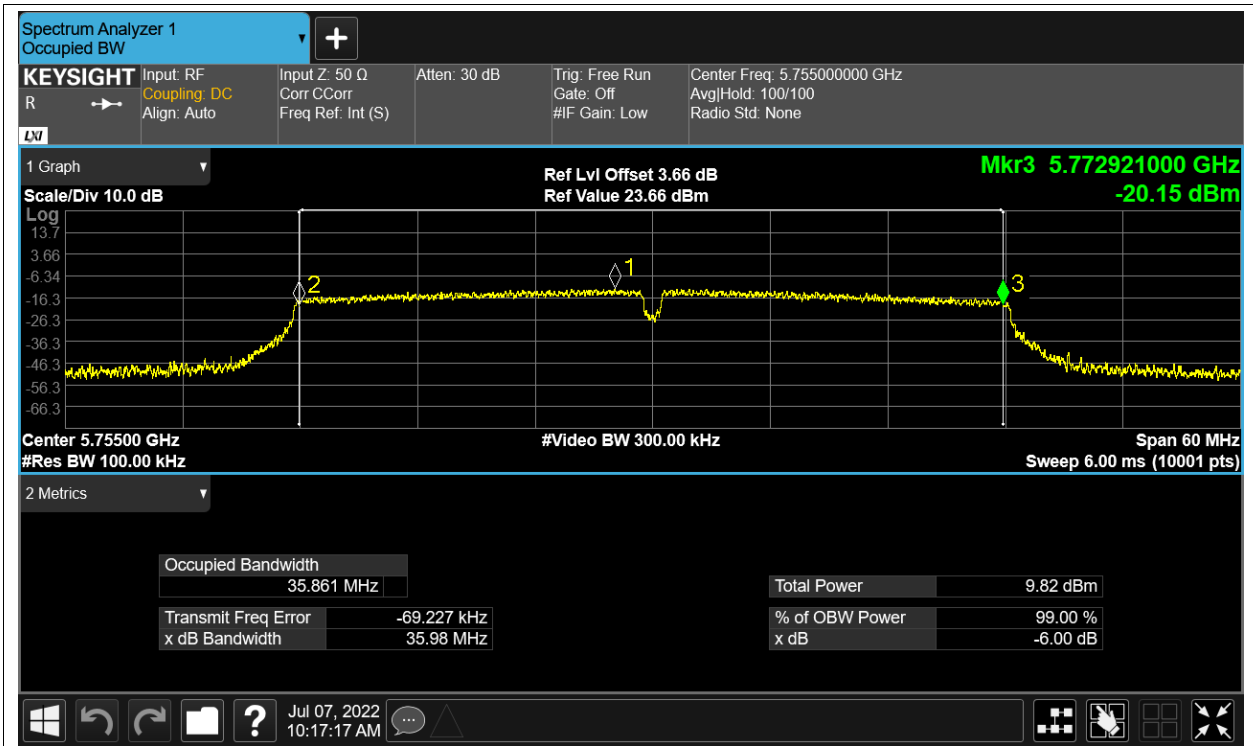 Spectrum Analyzer 1
Occupied BW
KEYSIGHT
R
LXI
Input: RF
Coupling: DC
Align: Auto
Input Z: 50 Ω
Corr CCorr
Freq Ref: Int (S)
Atten: 30 dB
Trig: Free Run
Gate: Off
#IF Gain: Low
Center Freq: 5.755000000 GHz
Avg|Hold: 100/100
Radio Std: None
1 Graph
Scale/Div 10.0 dB
Ref Lvl Offset 3.66 dB
Ref Value 23.66 dBm
Mkr3 5.772921000 GHz
-20.15 dBm
Log
13.7
3.66
-6.34
-16.3
-26.3
-36.3
-46.3
-56.3
-66.3
1
2
3
Center 5.75500 GHz
#Video BW 300.00 kHz
Span 60 MHz
#Res BW 100.00 kHz
Sweep 6.00 ms (10001 pts)
2 Metrics
Occupied Bandwidth
35.861 MHz
Transmit Freq Error -69.227 kHz
x dB Bandwidth 35.98 MHz
Total Power 9.82 dBm
% of OBW Power 99.00 %
x dB -6.00 dB
?
Jul 07, 2022
10:17:17 AM